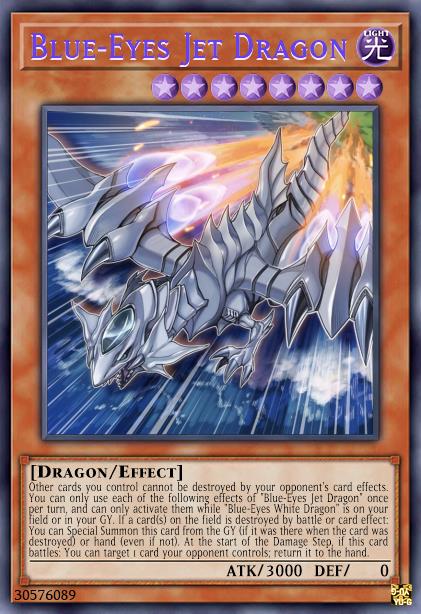 Blue-Eyes Jet Dragon
LIGHT
光
[Dragon/Effect]
Other cards you control cannot be destroyed by your opponent's card effects.
You can only use each of the following effects of "Blue-Eyes Jet Dragon" once
per turn, and can only activate them while "Blue-Eyes White Dragon" is on your
field or in your GY. If a card(s) on the field is destroyed by battle or card effect:
You can Special Summon this card from the GY (if it was there when the card was
destroyed) or hand (even if not). At the start of the Damage Step, if this card
battles: You can target 1 card your opponent controls; return it to the hand.
ATK/3000 DEF/ 0
30576089